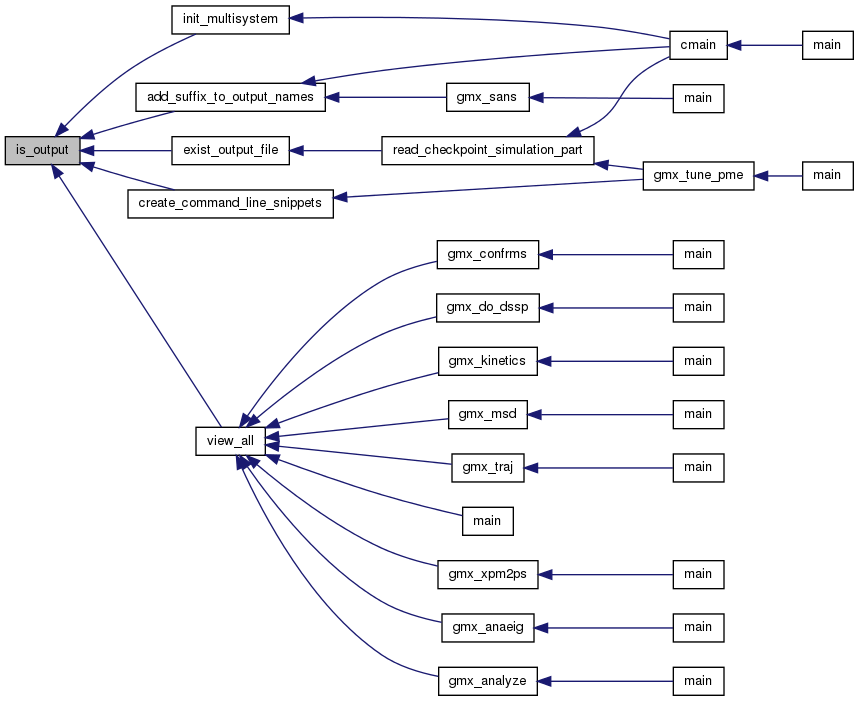 init_multisystem
cmain
main
add_suffix_to_output_names
gmx_sans
main
is_output
exist_output_file
read_checkpoint_simulation_part
gmx_tune_pme
main
create_command_line_snippets
gmx_confrms
main
gmx_do_dssp
main
gmx_kinetics
main
gmx_msd
main
view_all
gmx_traj
main
main
gmx_xpm2ps
main
gmx_anaeig
main
gmx_analyze
main